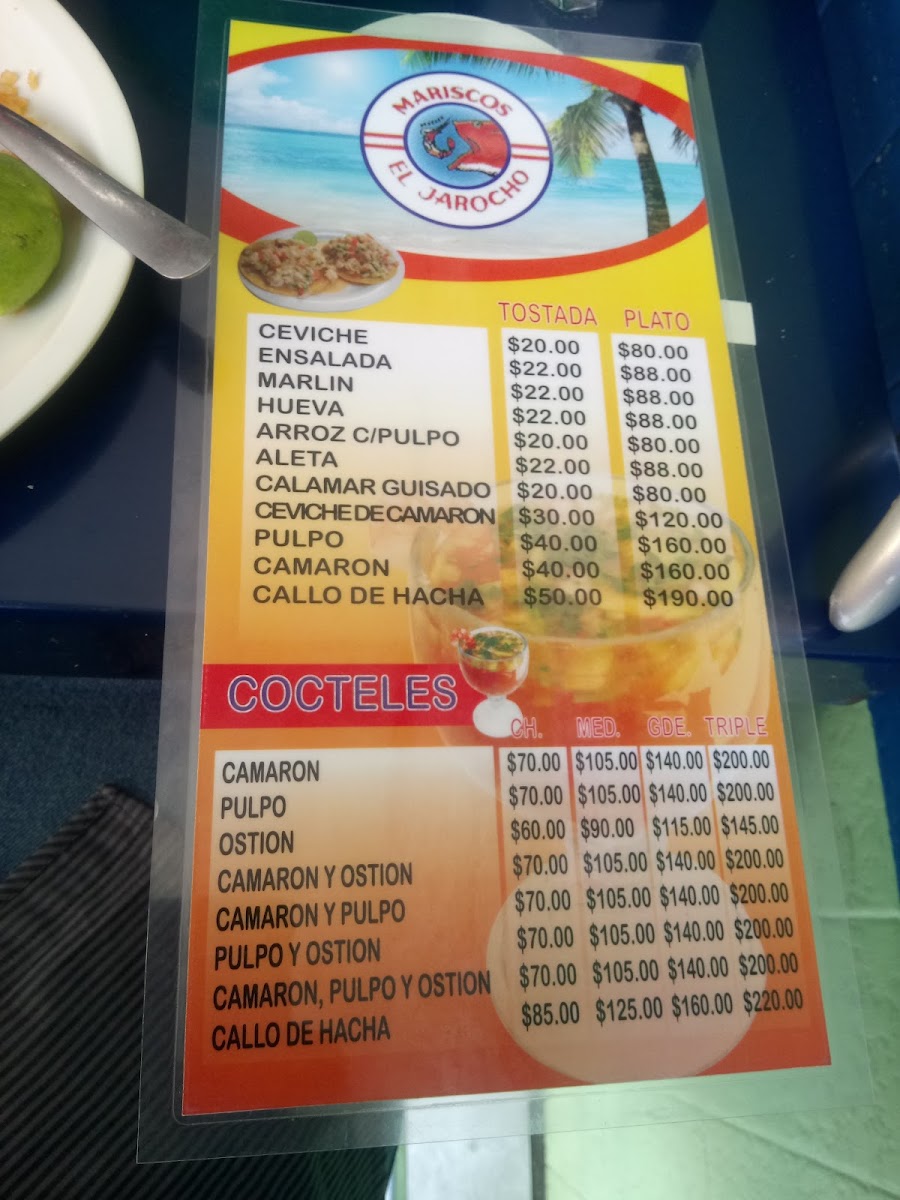 MARISCOS
EL JAROCHO
TOSTADA PLATO
CEVICHE $20.00 $80.00
ENSALADA $22.00 $88.00
MARLIN $22.00 $88.00
HUEVA $22.00 $88.00
ARROZ C/PULPO $20.00 $80.00
ALETA $22.00 $88.00
CALAMAR GUISADO $20.00 $80.00
CEVICHE DE CAMARON $30.00 $120.00
PULPO $40.00 $160.00
CAMARON $40.00 $160.00
CALLO DE HACHA $50.00 $190.00
COCTELES
CH. MED. GDE. TRIPLE
CAMARON $70.00 $105.00 $140.00 $200.00
PULPO $70.00 $105.00 $140.00 $200.00
OSTION $60.00 $90.00 $115.00 $145.00
CAMARON Y OSTION $70.00 $105.00 $140.00 $200.00
CAMARON Y PULPO $70.00 $105.00 $140.00 $200.00
PULPO Y OSTION $70.00 $105.00 $140.00 $200.00
CAMARON, PULPO Y OSTION $70.00 $105.00 $140.00 $200.00
CALLO DE HACHA $85.00 $125.00 $160.00 $220.00